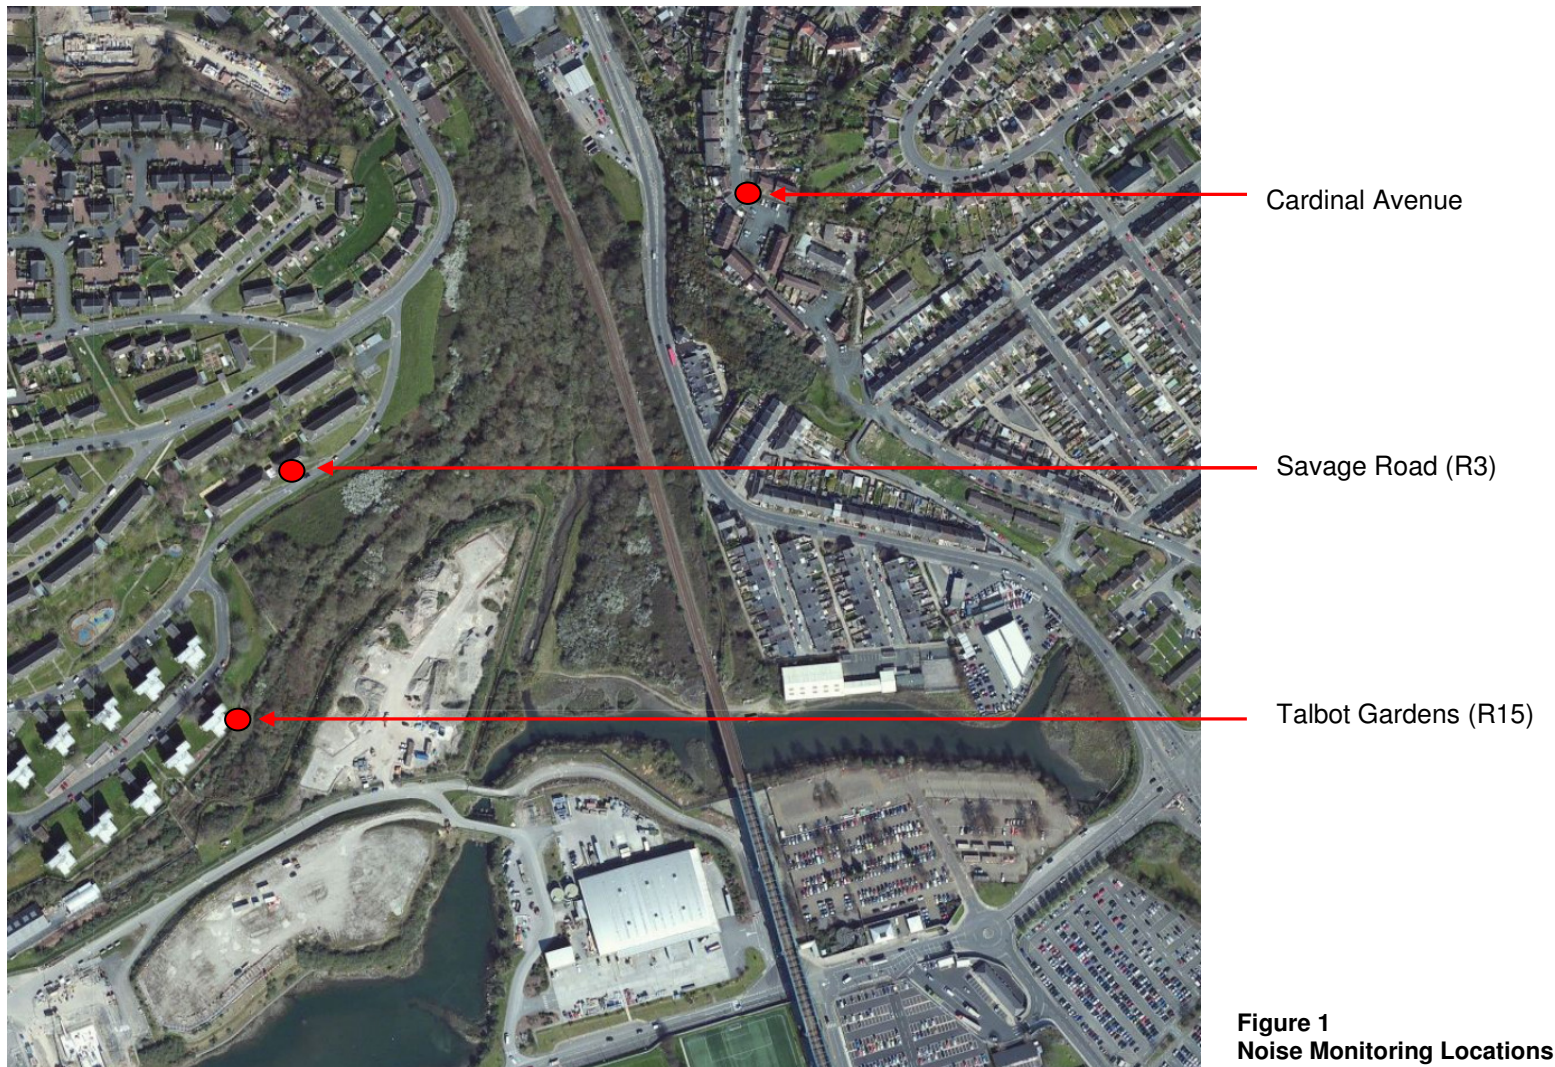 Cardinal Avenue
Savage Road (R3)
Talbot Gardens (R15)
Figure 1
Noise Monitoring Locations